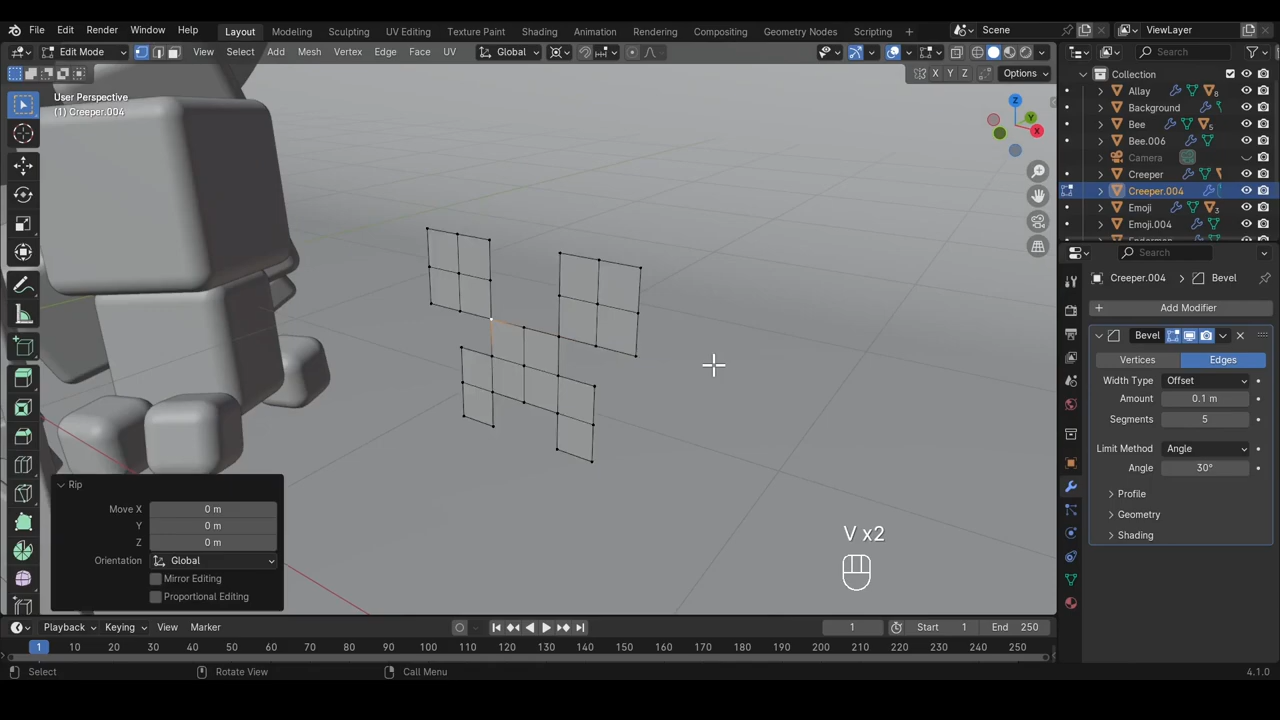 File Edit Render Window Help Layout Modeling Sculpting UV Editing Texture Paint Shading Animation Rendering Compositing Geometry Nodes Scripting Scene ViewLayer
Edit Mode View Select Add Mesh Vertex Edge Face UV Global Search
X Y Z Options
User Perspective
(1) Creeper.004
Z
Y
X
Collection
Allay 8
Background
Bee 5
Bee.006
Camera
Creeper
Creeper.004
Emoji 3
Emoji.004
Search
Creeper.004 Bevel
Add Modifier
Bevel
Vertices Edges
Width Type Offset
Amount 0.1 m
Segments 5
Limit Method Angle
Angle 30°
Profile
Geometry
Shading
Rip
Move X 0 m
Y 0 m
Z 0 m
Orientation Global
Mirror Editing
Proportional Editing
V x2
Playback Keying View Marker 1 Start 1 End 250
1 10 20 30 40 50 60 70 80 90 100 110 120 130 140 150 160 170 180 190 200 210 220 230 240 250
Select Rotate View Call Menu 4.1.0